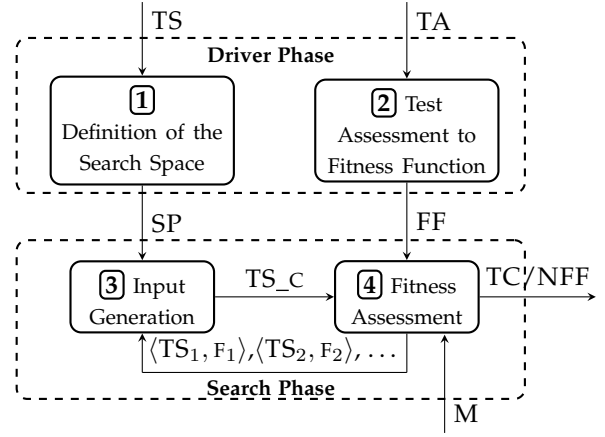 TS TA
Driver Phase
1
Definition of the
Search Space
2 Test
Assessment to
Fitness Function
SP FF
3 Input
Generation
TS_C
4 Fitness
Assessment
TC/NFF
⟨TS₁, F₁⟩,⟨TS₂, F₂⟩, ...
Search Phase
M